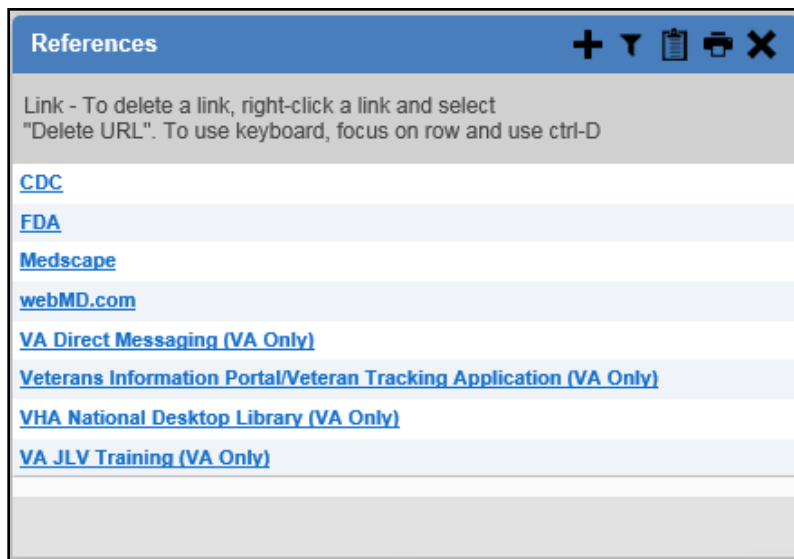 References
Link - To delete a link, right-click a link and select
"Delete URL". To use keyboard, focus on row and use ctrl-D
CDC
FDA
Medscape
webMD.com
VA Direct Messaging (VA Only)
Veterans Information Portal/Veteran Tracking Application (VA Only)
VHA National Desktop Library (VA Only)
VA JLV Training (VA Only)